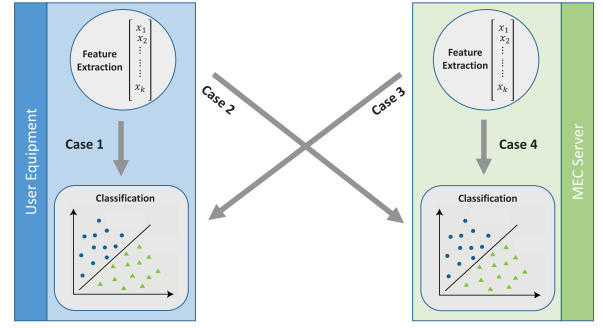 User Equipment
Feature
Extraction
x₁
x₂
⋮
⋮
⋮
xₖ
Case 1
Classification
Case 2
Case 3
Feature
Extraction
x₁
x₂
⋮
⋮
⋮
xₖ
Case 4
Classification
MEC Server